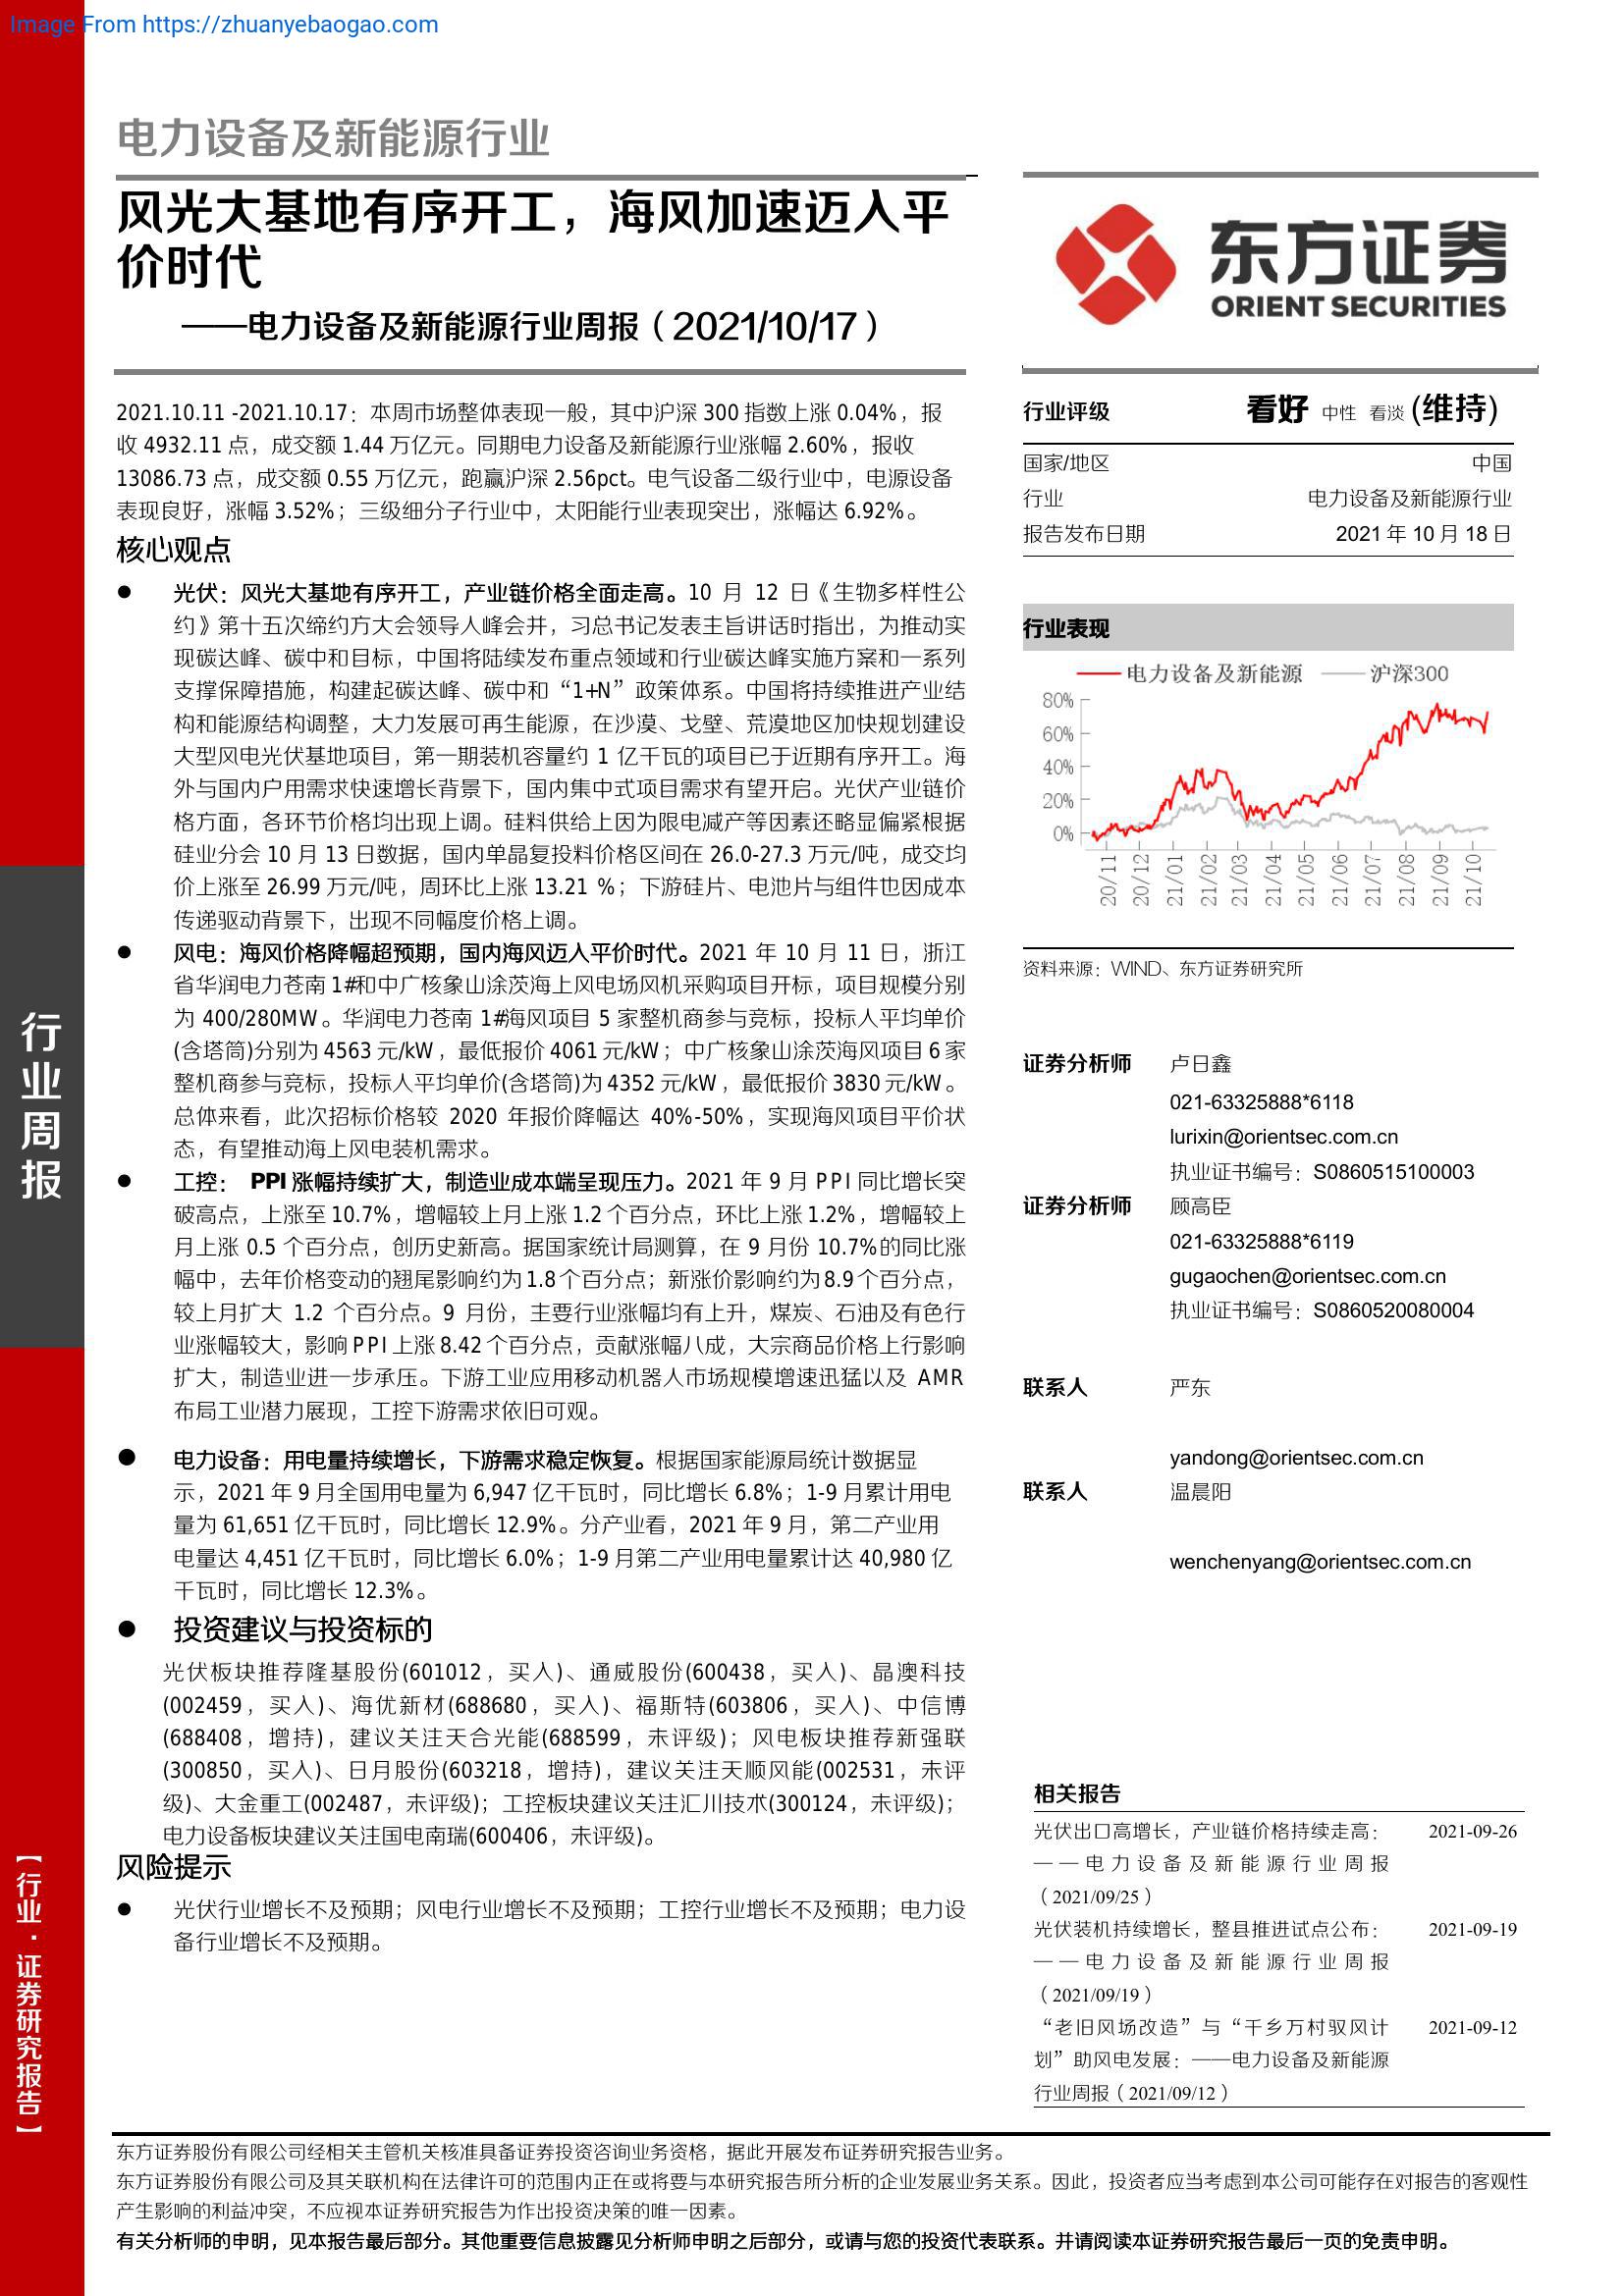 Image From https://zhuanyebaogao.com
电力设备及新能源行业
风光大基地有序开工，海风加速迈入平
价时代
——电力设备及新能源行业周报（2021/10/17）
2021.10.11 -2021.10.17：本周市场整体表现一般，其中沪深 300 指数上涨 0.04%，报
收 4932.11 点，成交额 1.44 万亿元。同期电力设备及新能源行业涨幅 2.60%，报收
13086.73 点，成交额 0.55 万亿元，跑赢沪深 2.56pct。电气设备二级行业中，电源设备
表现良好，涨幅 3.52%；三级细分子行业中，太阳能行业表现突出，涨幅达 6.92%。
核心观点
● 光伏：风光大基地有序开工，产业链价格全面走高。10 月 12 日《生物多样性公
约》第十五次缔约方大会领导人峰会并，习总书记发表主旨讲话时指出，为推动实
现碳达峰、碳中和目标，中国将陆续发布重点领域和行业碳达峰实施方案和一系列
支撑保障措施，构建起碳达峰、碳中和“1+N”政策体系。中国将持续推进产业结
构和能源结构调整，大力发展可再生能源，在沙漠、戈壁、荒漠地区加快规划建设
大型风电光伏基地项目，第一期装机容量约 1 亿千瓦的项目已于近期有序开工。海
外与国内户用需求快速增长背景下，国内集中式项目需求有望开启。光伏产业链价
格方面，各环节价格均出现上调。硅料供给上因为限电减产等因素还略显偏紧根据
硅业分会 10 月 13 日数据，国内单晶复投料价格区间在 26.0-27.3 万元/吨，成交均
价上涨至 26.99 万元/吨，周环比上涨 13.21 %；下游硅片、电池片与组件也因成本
传递驱动背景下，出现不同幅度价格上调。
● 风电：海风价格降幅超预期，国内海风迈入平价时代。2021 年 10 月 11 日，浙江
省华润电力苍南 1#和中广核象山涂茨海上风电场风机采购项目开标，项目规模分别
为 400/280MW。华润电力苍南 1#海风项目 5 家整机商参与竞标，投标人平均单价
(含塔筒)分别为 4563 元/kW，最低报价 4061 元/kW；中广核象山涂茨海风项目 6 家
整机商参与竞标，投标人平均单价(含塔筒)为 4352 元/kW，最低报价 3830 元/kW。
总体来看，此次招标价格较 2020 年报价降幅达 40%-50%，实现海风项目平价状
态，有望推动海上风电装机需求。
● 工控： PPI 涨幅持续扩大，制造业成本端呈现压力。2021 年 9 月 PPI 同比增长突
破高点，上涨至 10.7%，增幅较上月上涨 1.2 个百分点，环比上涨 1.2%，增幅较上
月上涨 0.5 个百分点，创历史新高。据国家统计局测算，在 9 月份 10.7%的同比涨
幅中，去年价格变动的翘尾影响约为 1.8 个百分点；新涨价影响约为 8.9 个百分点，
较上月扩大 1.2 个百分点。9 月份，主要行业涨幅均有上升，煤炭、石油及有色行
业涨幅较大，影响 PPI 上涨 8.42 个百分点，贡献涨幅八成，大宗商品价格上行影响
扩大，制造业进一步承压。下游工业应用移动机器人市场规模增速迅猛以及 AMR
布局工业潜力展现，工控下游需求依旧可观。
● 电力设备：用电量持续增长，下游需求稳定恢复。根据国家能源局统计数据显
示，2021 年 9 月全国用电量为 6,947 亿千瓦时，同比增长 6.8%；1-9 月累计用电
量为 61,651 亿千瓦时，同比增长 12.9%。分产业看，2021 年 9 月，第二产业用
电量达 4,451 亿千瓦时，同比增长 6.0%；1-9 月第二产业用电量累计达 40,980 亿
千瓦时，同比增长 12.3%。
● 投资建议与投资标的
光伏板块推荐隆基股份(601012，买入)、通威股份(600438，买入)、晶澳科技
(002459，买入)、海优新材(688680，买入)、福斯特(603806，买入)、中信博
(688408，增持)，建议关注天合光能(688599，未评级)；风电板块推荐新强联
(300850，买入)、日月股份(603218，增持)，建议关注天顺风能(002531，未评
级)、大金重工(002487，未评级)；工控板块建议关注汇川技术(300124，未评级)；
电力设备板块建议关注国电南瑞(600406，未评级)。
风险提示
● 光伏行业增长不及预期；风电行业增长不及预期；工控行业增长不及预期；电力设
备行业增长不及预期。
东方证券
ORIENT SECURITIES
行业评级 看好 中性 看淡 (维持)
国家/地区 中国
行业 电力设备及新能源行业
报告发布日期 2021 年 10 月 18 日
行业表现
电力设备及新能源 沪深300
80%
60%
40%
20%
0%
20/11 20/12 21/01 21/02 21/03 21/04 21/05 21/06 21/07 21/08 21/09 21/10
资料来源：WIND、东方证券研究所
证券分析师 卢日鑫
021-63325888*6118
lurixin@orientsec.com.cn
执业证书编号：S0860515100003
证券分析师 顾高臣
021-63325888*6119
gugaochen@orientsec.com.cn
执业证书编号：S0860520080004
联系人 严东
yandong@orientsec.com.cn
联系人 温晨阳
wenchenyang@orientsec.com.cn
相关报告
光伏出口高增长，产业链价格持续走高： 2021-09-26
——电力设备及新能源行业周报
（2021/09/25）
光伏装机持续增长，整县推进试点公布： 2021-09-19
——电力设备及新能源行业周报
（2021/09/19）
“老旧风场改造”与“千乡万村驭风计 2021-09-12
划”助风电发展：——电力设备及新能源
行业周报（2021/09/12）
行业周报
【行业·证券研究报告】
东方证券股份有限公司经相关主管机关核准具备证券投资咨询业务资格，据此开展发布证券研究报告业务。
东方证券股份有限公司及其关联机构在法律许可的范围内正在或将要与本研究报告所分析的企业发展业务关系。因此，投资者应当考虑到本公司可能存在对报告的客观性
产生影响的利益冲突，不应视本证券研究报告为作出投资决策的唯一因素。
有关分析师的申明，见本报告最后部分。其他重要信息披露见分析师申明之后部分，或请与您的投资代表联系。并请阅读本证券研究报告最后一页的免责申明。